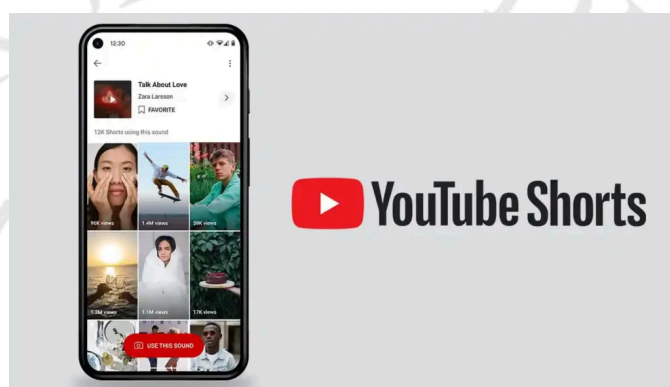 12:30
Talk About Love
Zara Larsson
FAVORITE
12K Shorts using this sound
96K views
1.4M views
59K views
1.3M views
1.1M views
17K views
USE THIS SOUND
YouTube Shorts